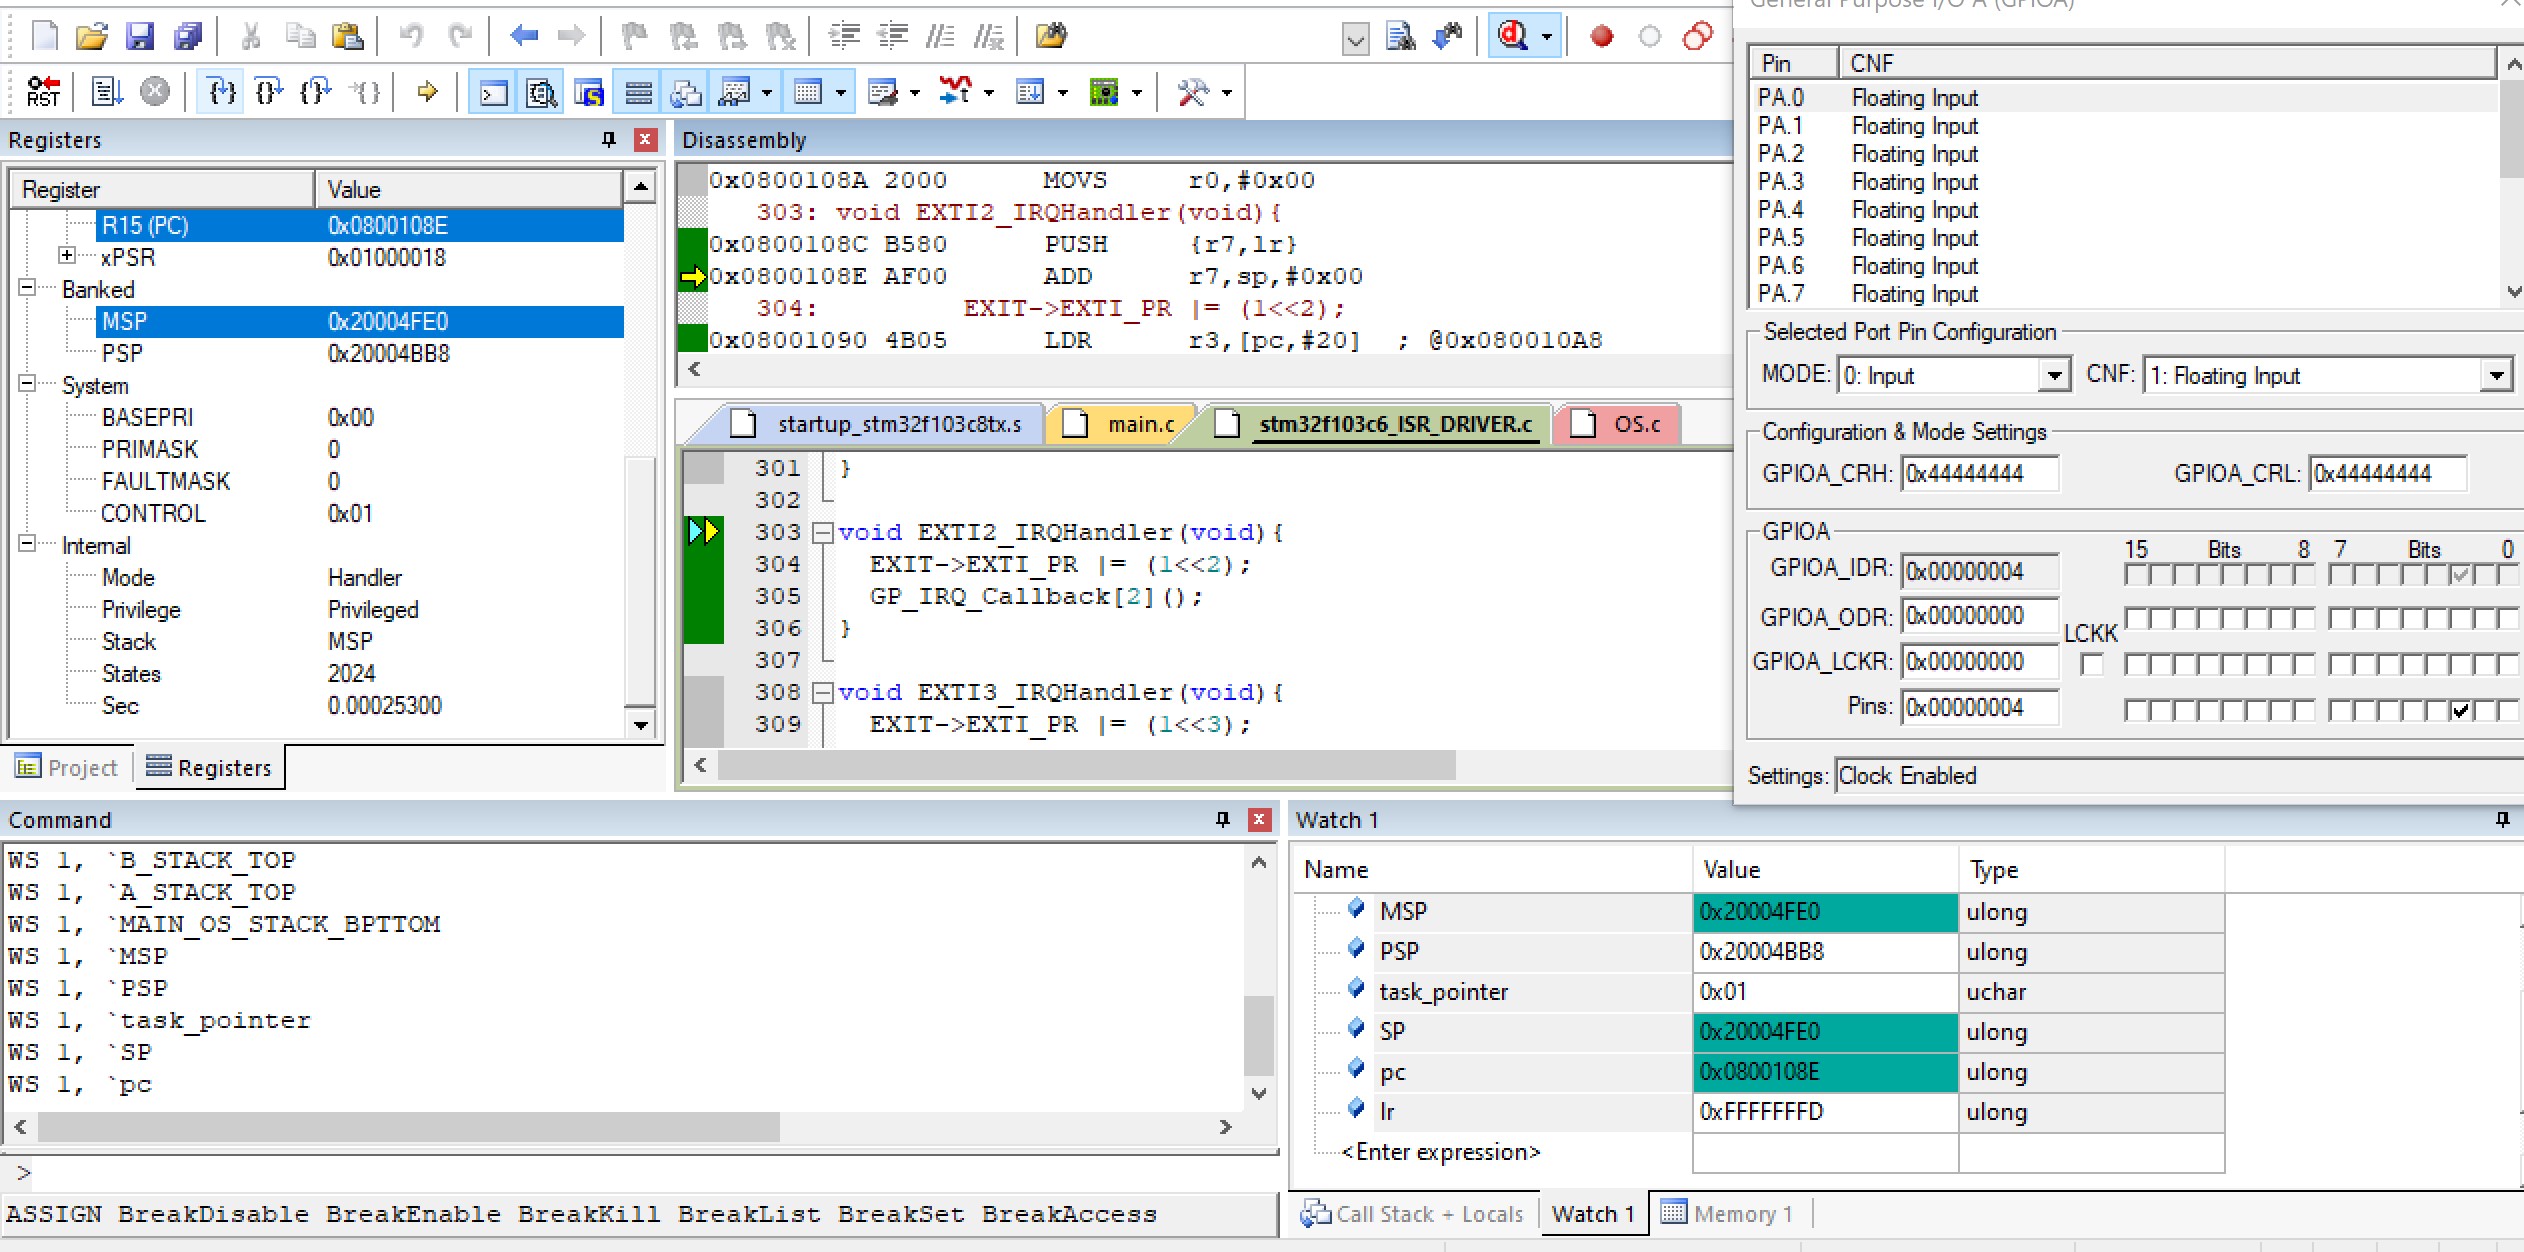 General Purpose I/O A (GPIOA)
RST
Registers
Register Value
R15 (PC) 0x0800108E
xPSR 0x01000018
Banked
MSP 0x20004FE0
PSP 0x20004BB8
System
BASEPRI 0x00
PRIMASK 0
FAULTMASK 0
CONTROL 0x01
Internal
Mode Handler
Privilege Privileged
Stack MSP
States 2024
Sec 0.00025300
Project Registers
Disassembly
0x0800108A 2000 MOVS r0,#0x00
303: void EXTI2_IRQHandler(void){
0x0800108C B580 PUSH {r7,lr}
0x0800108E AF00 ADD r7,sp,#0x00
304: EXIT->EXTI_PR |= (1<<2);
0x08001090 4B05 LDR r3,[pc,#20] ; @0x080010A8
startup_stm32f103c8tx.s main.c stm32f103c6_ISR_DRIVER.c OS.c
301 }
302
303 void EXTI2_IRQHandler(void){
304 EXIT->EXTI_PR |= (1<<2);
305 GP_IRQ_Callback[2]();
306 }
307
308 void EXTI3_IRQHandler(void){
309 EXIT->EXTI_PR |= (1<<3);
Pin CNF
PA.0 Floating Input
PA.1 Floating Input
PA.2 Floating Input
PA.3 Floating Input
PA.4 Floating Input
PA.5 Floating Input
PA.6 Floating Input
PA.7 Floating Input
Selected Port Pin Configuration
MODE: 0: Input CNF: 1: Floating Input
Configuration & Mode Settings
GPIOA_CRH: 0x44444444 GPIOA_CRL: 0x44444444
GPIOA
15 Bits 8 7 Bits 0
GPIOA_IDR: 0x00000004
GPIOA_ODR: 0x00000000
LCKK
GPIOA_LCKR: 0x00000000
Pins: 0x00000004
Settings: Clock Enabled
Command
WS 1, `B_STACK_TOP
WS 1, `A_STACK_TOP
WS 1, `MAIN_OS_STACK_BPTTOM
WS 1, `MSP
WS 1, `PSP
WS 1, `task_pointer
WS 1, `SP
WS 1, `pc
>
ASSIGN BreakDisable BreakEnable BreakKill BreakList BreakSet BreakAccess
Watch 1
Name Value Type
MSP 0x20004FE0 ulong
PSP 0x20004BB8 ulong
task_pointer 0x01 uchar
SP 0x20004FE0 ulong
pc 0x0800108E ulong
lr 0xFFFFFFFD ulong
<Enter expression>
Call Stack + Locals Watch 1 Memory 1